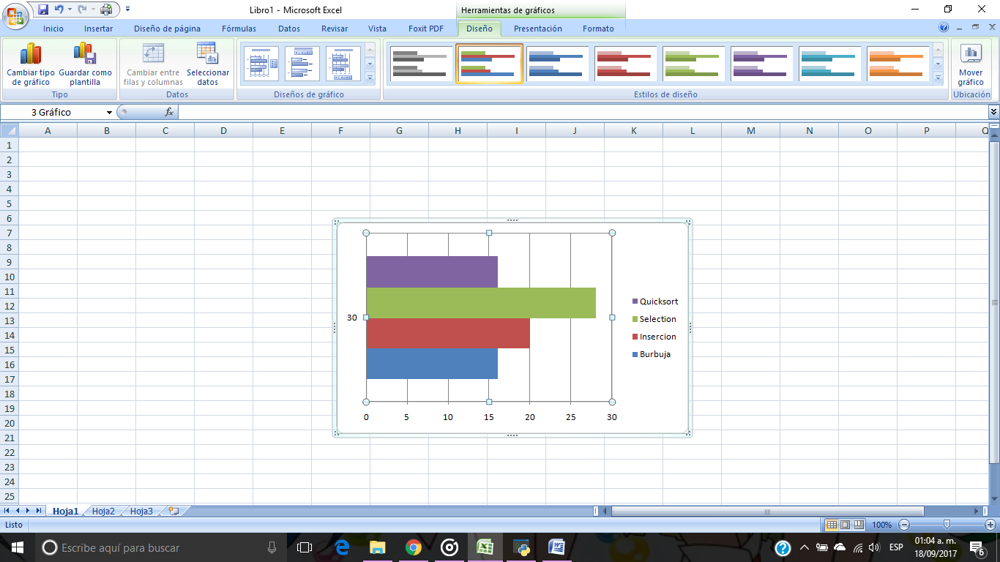 Libro1 - Microsoft Excel
Herramientas de gráficos
Inicio
Insertar
Diseño de página
Fórmulas
Datos
Revisar
Vista
Foxit PDF
Diseño
Presentación
Formato
Cambiar tipo
de gráfico
Guardar como
plantilla
Cambiar entre
filas y columnas
Seleccionar
datos
Mover
gráfico
Tipo
Datos
Diseños de gráfico
Estilos de diseño
Ubicación
3 Gráfico
fx
A B C D E F G H I J K L M N O P Q
1
2
3
4
5
6
7
8
9
10
11
12
13
14
15
16
17
18
19
20
21
22
23
24
25
30
Quicksort
Selection
Insercion
Burbuja
0 5 10 15 20 25 30
Hoja1 Hoja2 Hoja3
Listo
100%
Escribe aquí para buscar
ESP
01:04 a. m.
18/09/2017
6